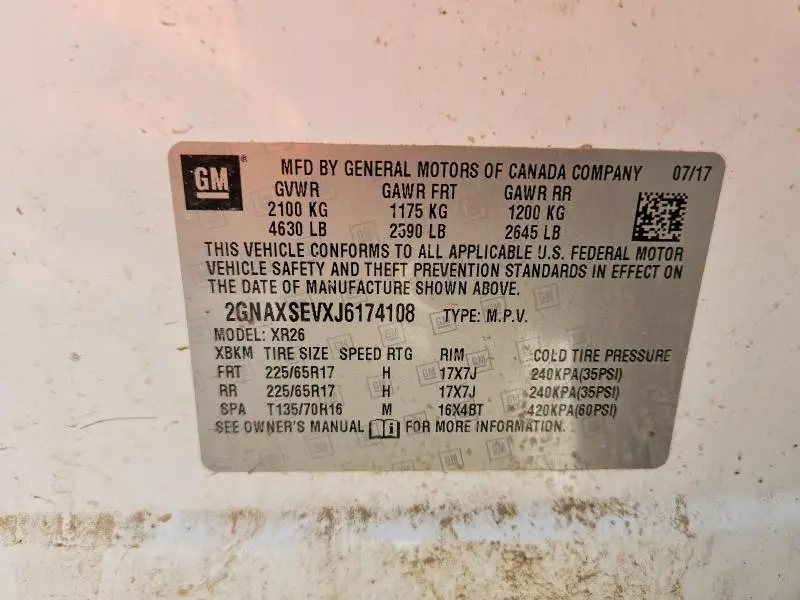 GM ® MFD BY GENERAL MOTORS OF CANADA COMPANY 07/17
GVWR GAWR FRT GAWR RR
2100 KG 1175 KG 1200 KG
4630 LB 2590 LB 2645 LB
THIS VEHICLE CONFORMS TO ALL APPLICABLE U.S. FEDERAL MOTOR
VEHICLE SAFETY AND THEFT PREVENTION STANDARDS IN EFFECT ON
THE DATE OF MANUFACTURE SHOWN ABOVE.
2GNAXSEVXJ6174108 TYPE: M.P.V.
MODEL: XR26
XBKM TIRE SIZE SPEED RTG RIM COLD TIRE PRESSURE
FRT 225/65R17 H 17X7J 240KPA(35PSI)
RR 225/65R17 H 17X7J 240KPA(35PSI)
SPA T135/70R16 M 16X4BT 420KPA(60PSI)
SEE OWNER'S MANUAL i FOR MORE INFORMATION.